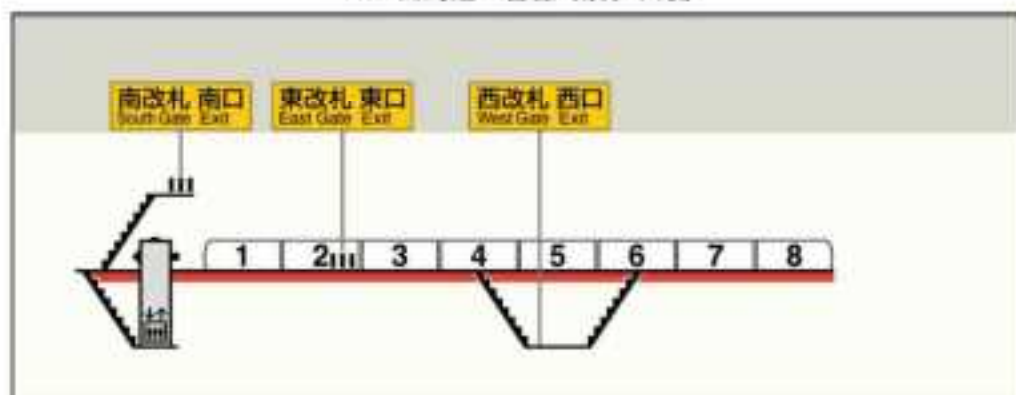 南改札 南口
South Gate Exit
東改札 東口
East Gate Exit
西改札 西口
West Gate Exit
1 2 3 4 5 6 7 8